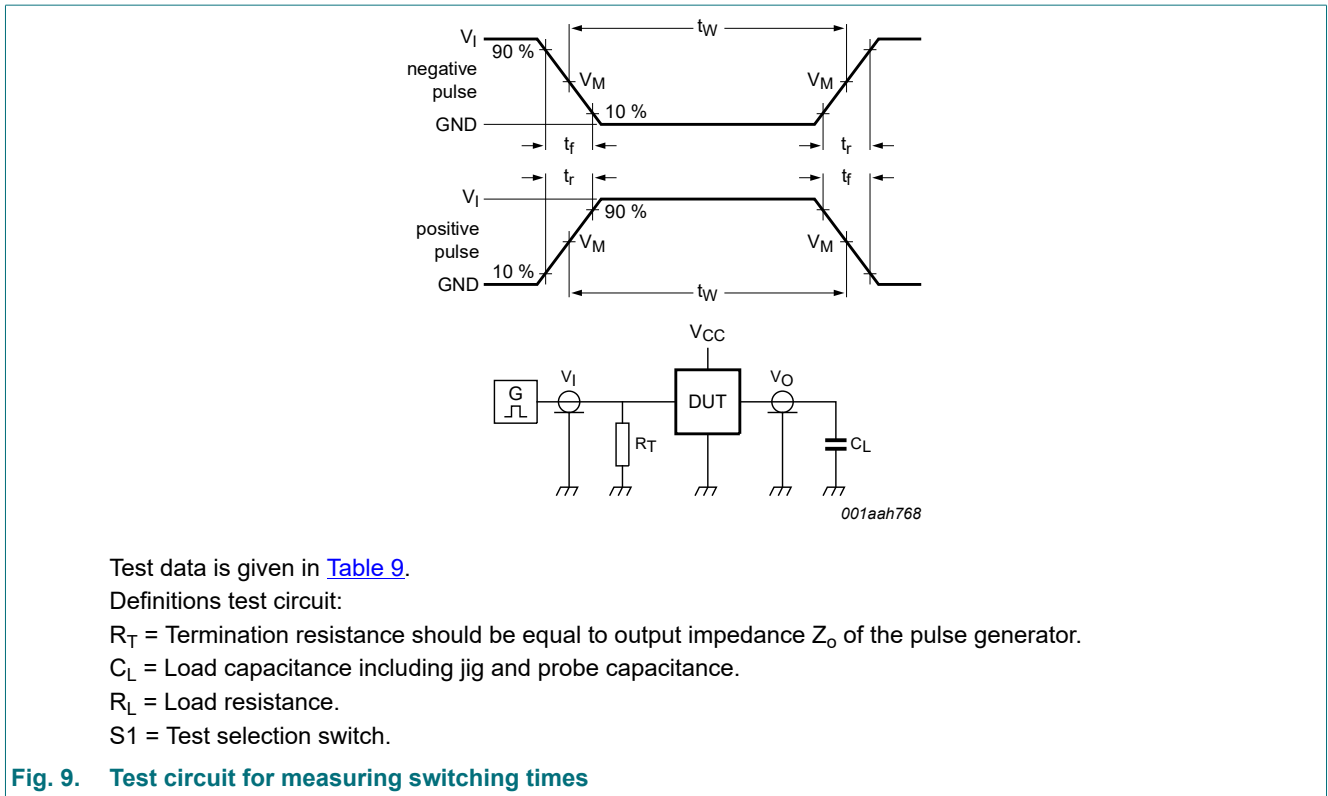 tW
VI
90 %
negative
pulse
VM
VM
10 %
GND
tf
tr
tr
tf
VI
90 %
positive
pulse
VM
VM
10 %
GND
tW
VCC
VI
VO
G
DUT
RT
CL
001aah768
Test data is given in Table 9.
Definitions test circuit:
RT = Termination resistance should be equal to output impedance Zo of the pulse generator.
CL = Load capacitance including jig and probe capacitance.
RL = Load resistance.
S1 = Test selection switch.
Fig. 9. Test circuit for measuring switching times